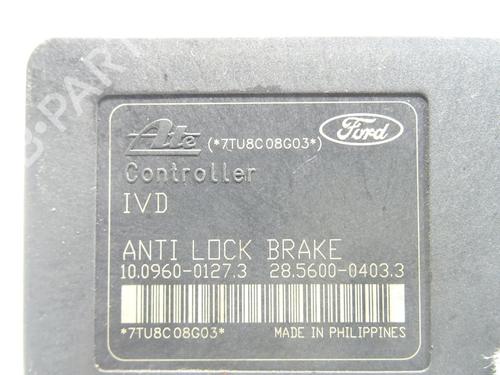 Ate (*7TU8C08G03*) Ford
Controller
IVD
ANTI LOCK BRAKE
10.0960-0127.3 28.5600-0403.3
*7TU8C08G03* MADE IN PHILIPPINES